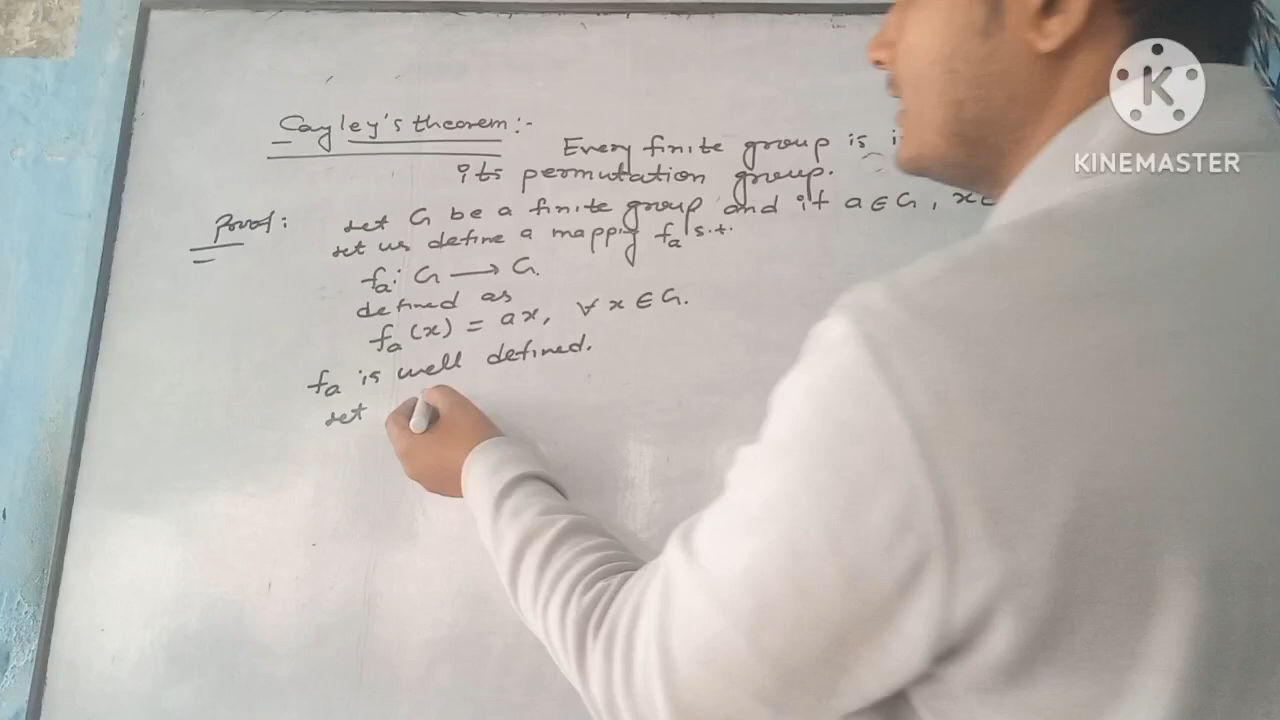 Cayley's theorem:-
Every finite group is
its permutation group.
Proof: Let G be a finite group and if a ∈ G, x
Let us define a mapping fₐ s.t.
fₐ: G ⟶ G.
defined as
fₐ(x) = ax, ∀ x ∈ G.
fₐ is well defined.
Let
K
KINEMASTER